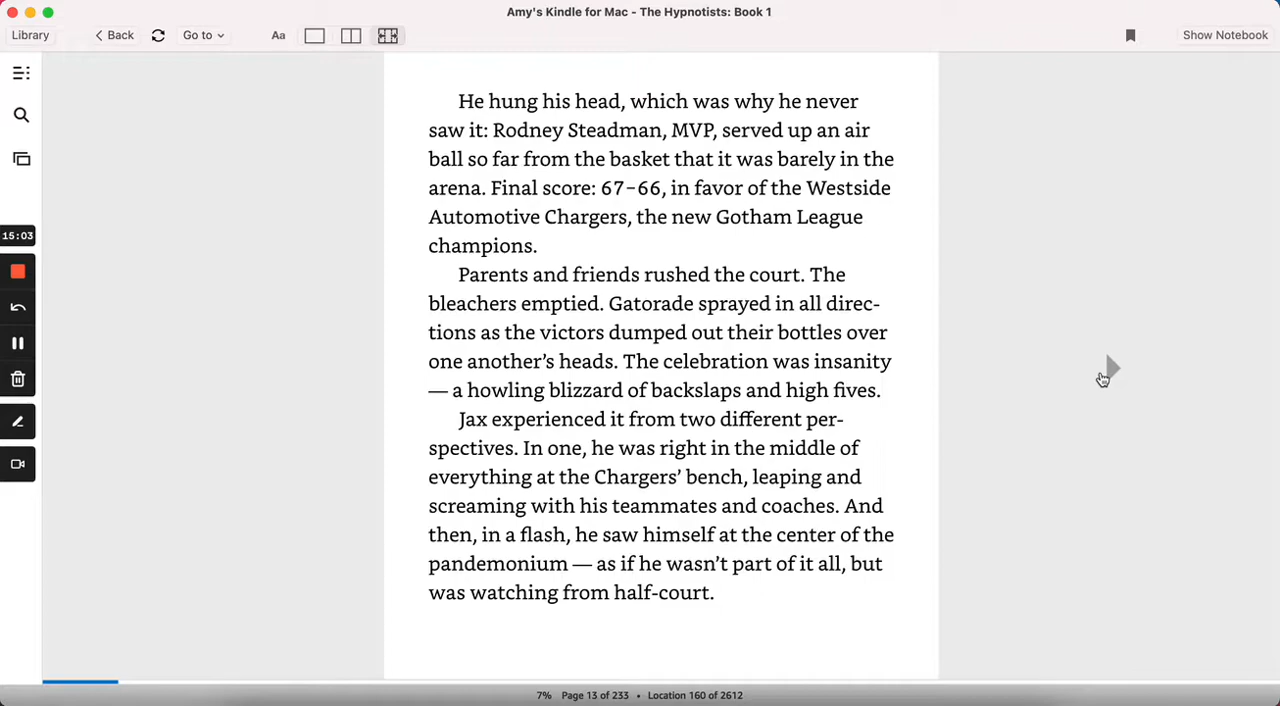 Amy's Kindle for Mac - The Hypnotists: Book 1
Library
Back
Go to
Aa
Show Notebook
He hung his head, which was why he never
saw it: Rodney Steadman, MVP, served up an air
ball so far from the basket that it was barely in the
arena. Final score: 67–66, in favor of the Westside
Automotive Chargers, the new Gotham League
champions.
Parents and friends rushed the court. The
bleachers emptied. Gatorade sprayed in all direc-
tions as the victors dumped out their bottles over
one another's heads. The celebration was insanity
— a howling blizzard of backslaps and high fives.
Jax experienced it from two different per-
spectives. In one, he was right in the middle of
everything at the Chargers' bench, leaping and
screaming with his teammates and coaches. And
then, in a flash, he saw himself at the center of the
pandemonium — as if he wasn't part of it all, but
was watching from half-court.
15:03
7% Page 13 of 233 • Location 160 of 2612